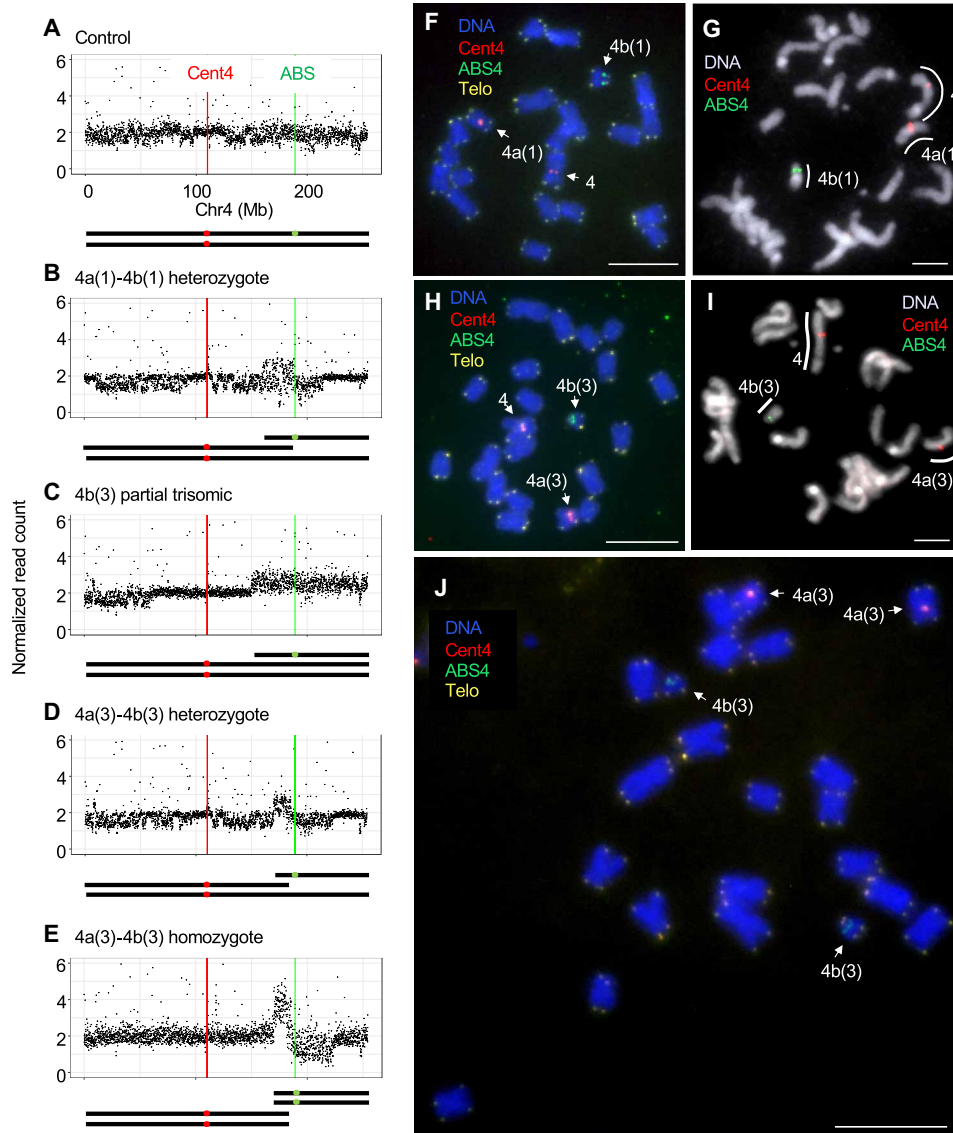 A
Control
6
4
2
0
Cent4
ABS
0
100
200
Chr4 (Mb)
B
4a(1)-4b(1) heterozygote
6
4
2
0
C
4b(3) partial trisomic
6
4
2
0
D
4a(3)-4b(3) heterozygote
6
4
2
0
E
4a(3)-4b(3) homozygote
6
4
2
0
Normalized read count
F
DNA
Cent4
ABS4
Telo
4b(1)
4a(1)
4
G
DNA
Cent4
ABS4
4a(1)
4b(1)
H
DNA
Cent4
ABS4
Telo
4
4b(3)
4a(3)
I
DNA
Cent4
ABS4
4
4b(3)
4a(3)
J
DNA
Cent4
ABS4
Telo
4a(3)
4a(3)
4b(3)
4b(3)